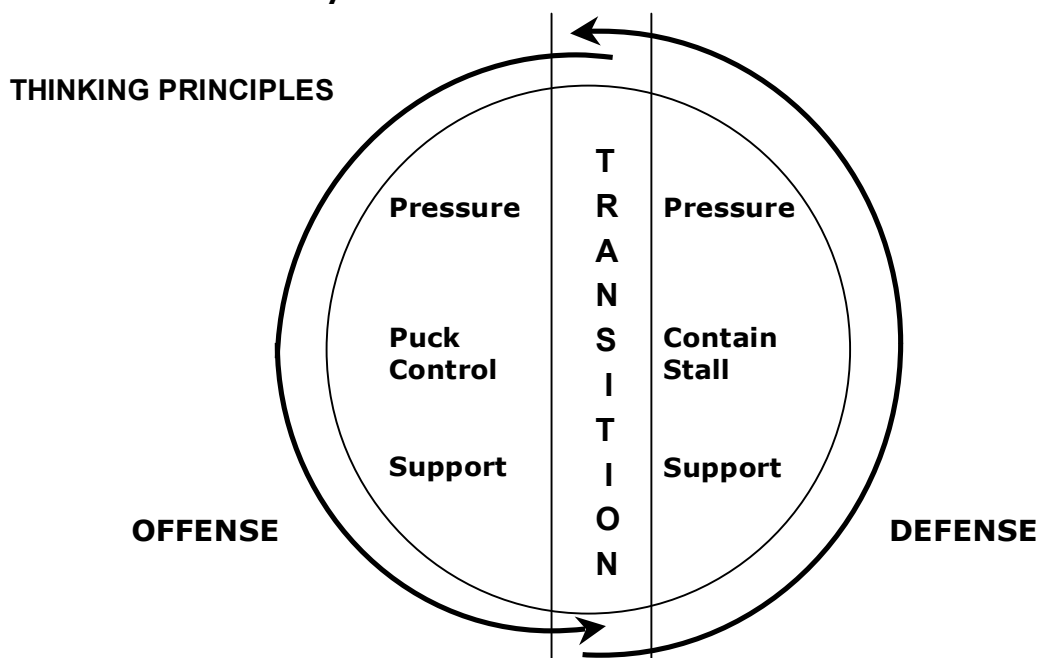 THINKING PRINCIPLES
Pressure
Puck
Control
Support
OFFENSE
T
R
A
N
S
I
T
I
O
N
Pressure
Contain
Stall
Support
DEFENSE